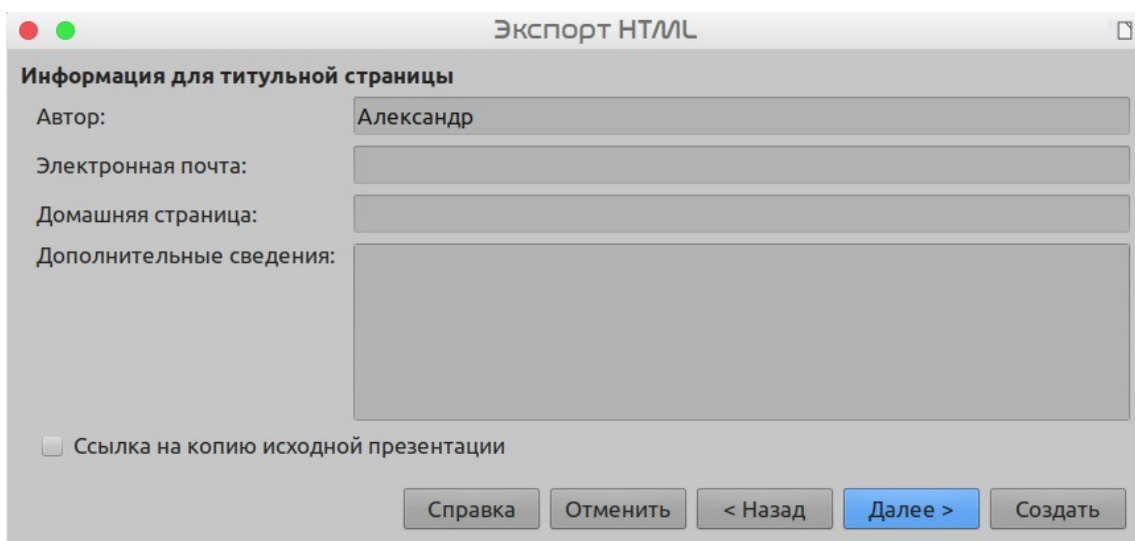 Экспорт HTML
Информация для титульной страницы
Автор: Александр
Электронная почта:
Домашняя страница:
Дополнительные сведения:
Ссылка на копию исходной презентации
Справка Отменить < Назад Далее > Создать